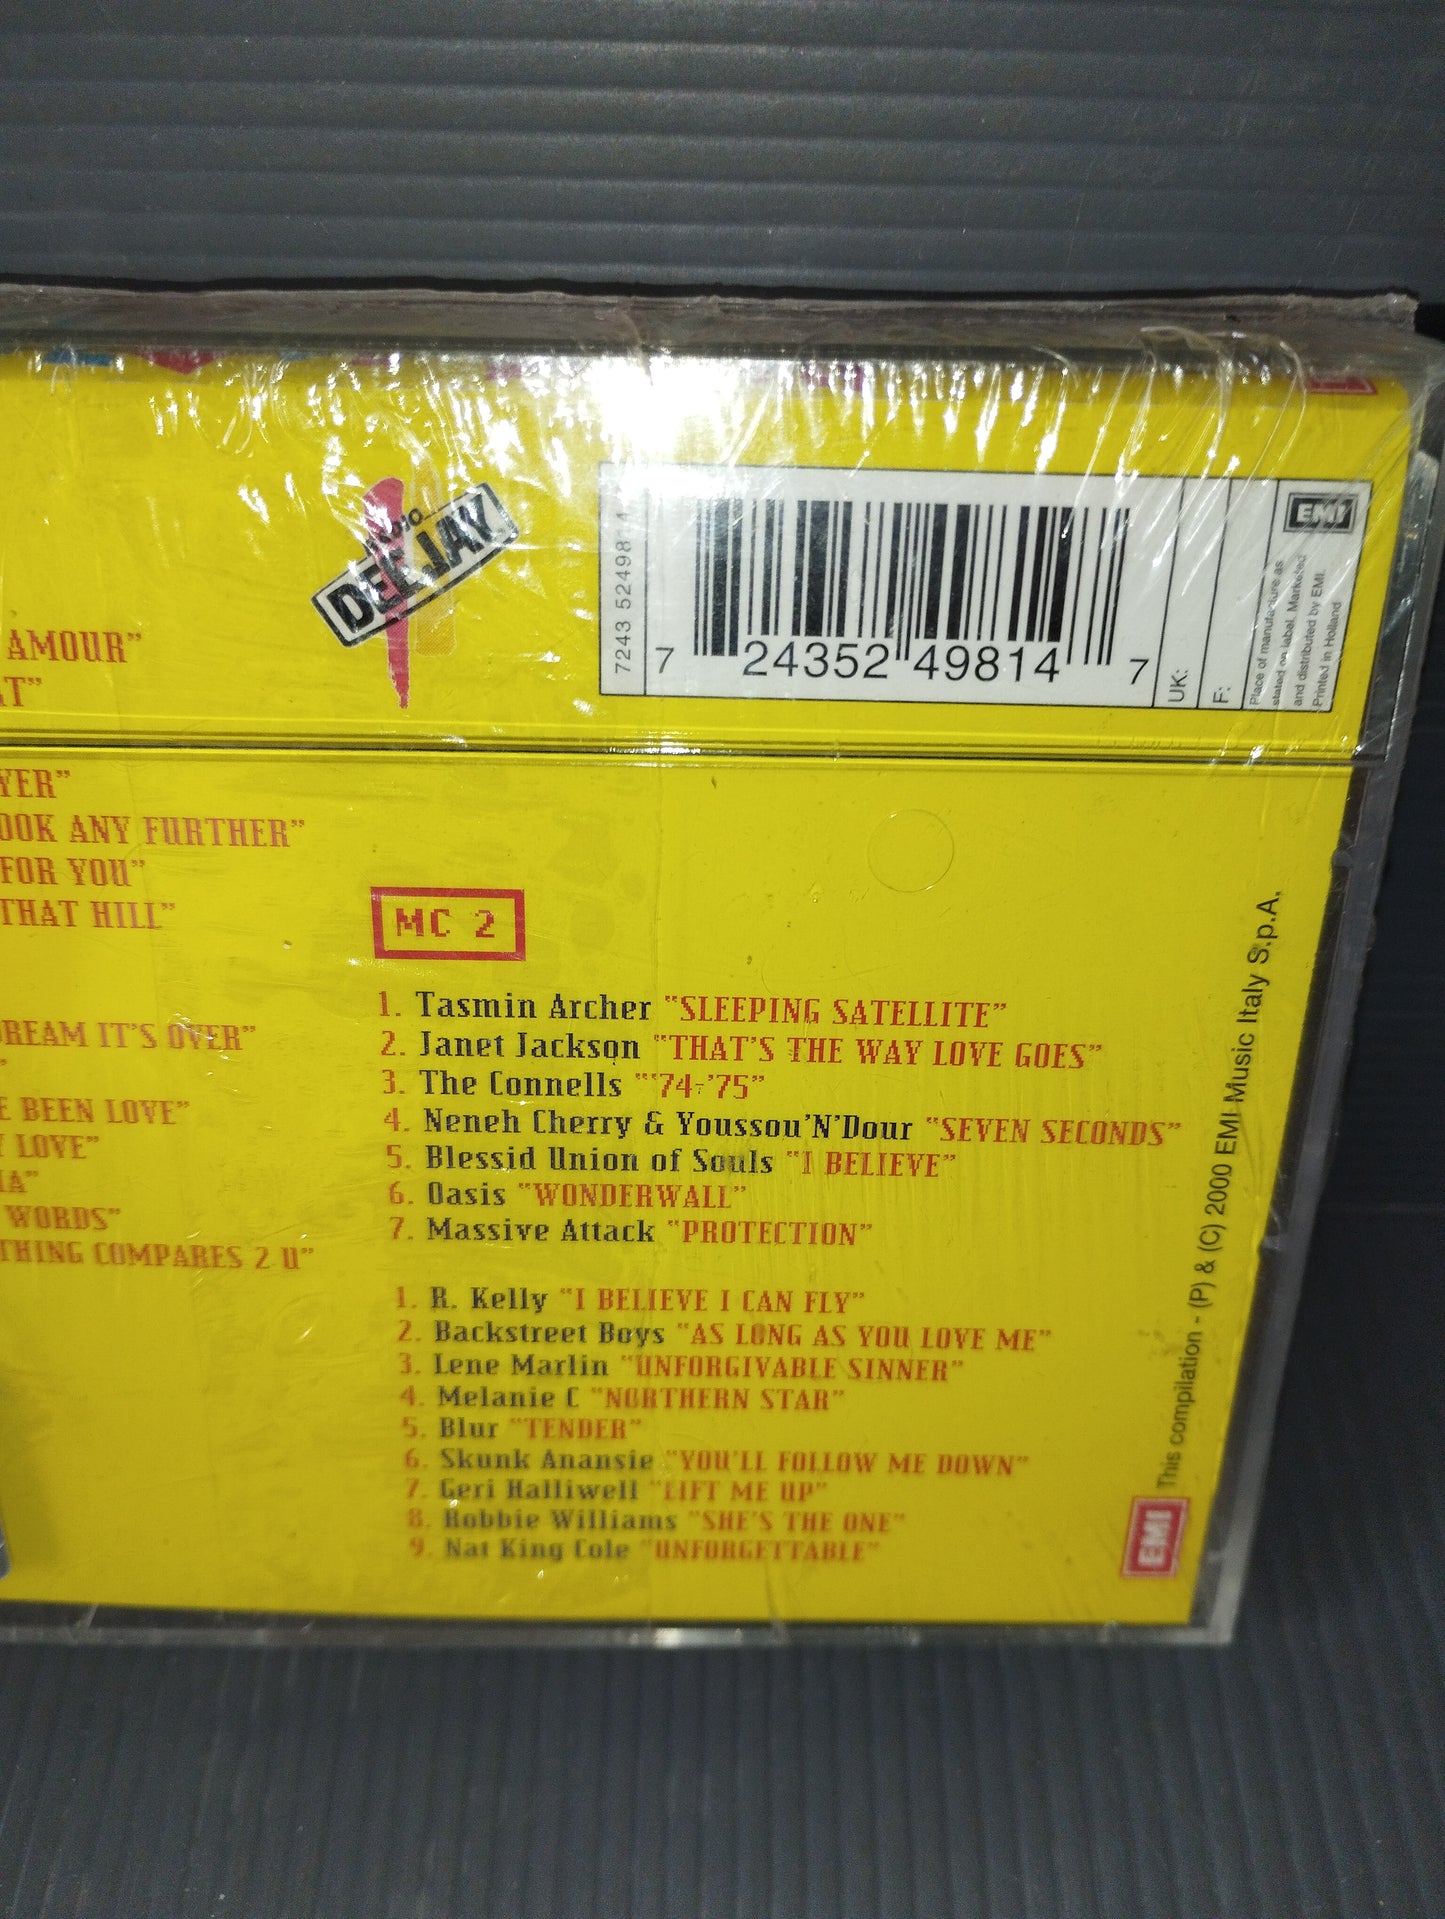 RADIO
DEEJAY
7243 5249814
7 24352 49814 7
UK:
F:
EMI
Place of manufacture as
stated on label. Marketed
and distributed by EMI.
Printed in Holland
AMOUR"
YER"
OOK ANY FURTHER"
FOR YOU"
THAT HILL"
DREAM IT'S OVER"
E BEEN LOVE"
Y LOVE"
IA"
WORDS"
THING COMPARES 2 U"
MC 2
1. Tasmin Archer "SLEEPING SATELLITE"
2. Janet Jackson "THAT'S THE WAY LOVE GOES"
3. The Connells "'74-'75"
4. Neneh Cherry & Youssou'N'Dour "SEVEN SECONDS"
5. Blessid Union of Souls "I BELIEVE"
6. Oasis "WONDERWALL"
7. Massive Attack "PROTECTION"
1. R. Kelly "I BELIEVE I CAN FLY"
2. Backstreet Boys "AS LONG AS YOU LOVE ME"
3. Lene Marlin "UNFORGIVABLE SINNER"
4. Melanie C "NORTHERN STAR"
5. Blur "TENDER"
6. Skunk Anansie "YOU'LL FOLLOW ME DOWN"
7. Geri Halliwell "LIFT ME UP"
8. Robbie Williams "SHE'S THE ONE"
9. Nat King Cole "UNFORGETTABLE"
EMI This compilation - (P) & (C) 2000 EMI Music Italy S.p.A.